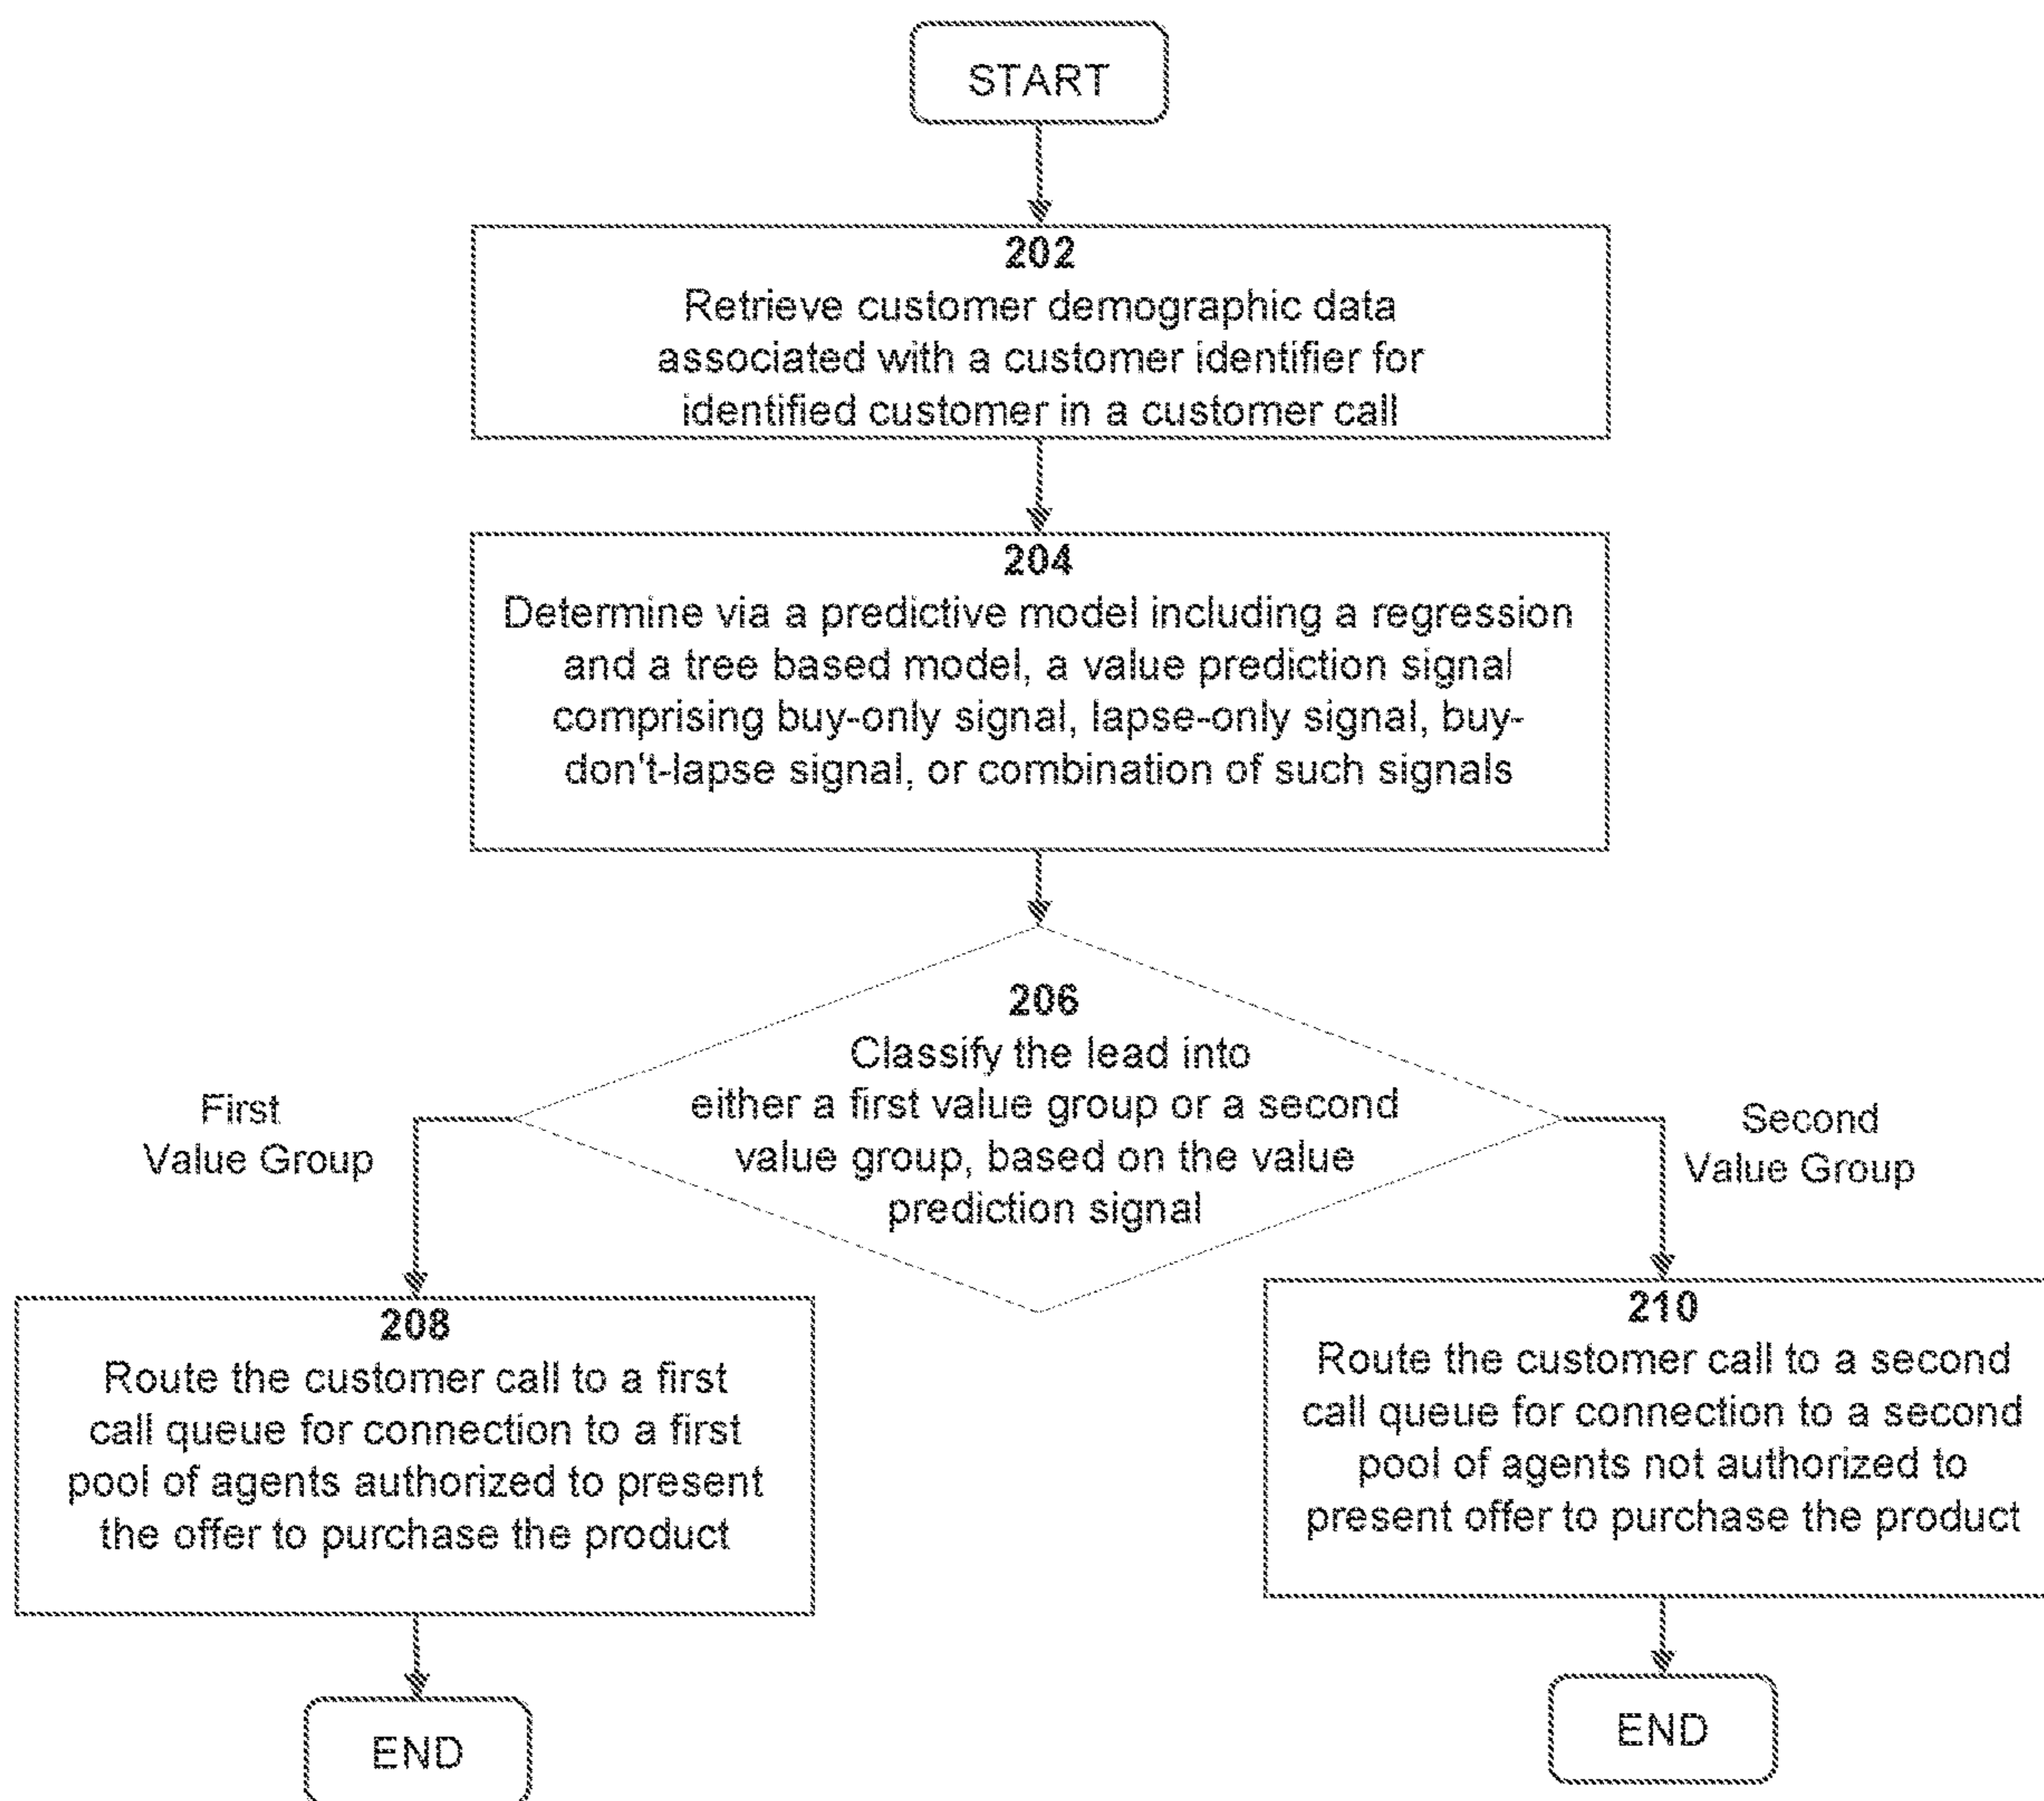 START
202
Retrieve customer demographic data
associated with a customer identifier for
identified customer in a customer call
204
Determine via a predictive model including a regression
and a tree based model, a value prediction signal
comprising buy-only signal, lapse-only signal, buy-
don't-lapse signal, or combination of such signals
206
Classify the lead into
either a first value group or a second
value group, based on the value
prediction signal
First
Value Group
Second
Value Group
208
Route the customer call to a first
call queue for connection to a first
pool of agents authorized to present
the offer to purchase the product
210
Route the customer call to a second
call queue for connection to a second
pool of agents not authorized to
present offer to purchase the product
END
END